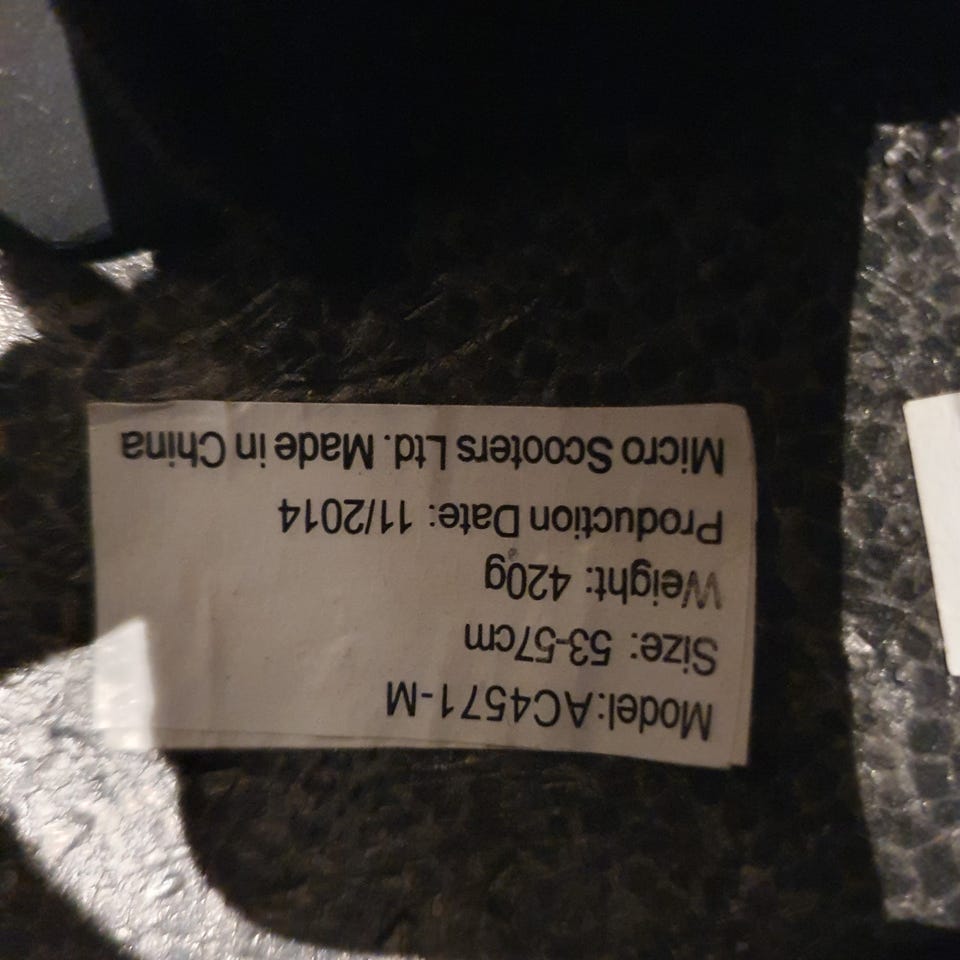 Model:AC4571-M
Size: 53-57cm
Weight: 420g
Production Date: 11/2014
Micro Scooters Ltd. Made in China